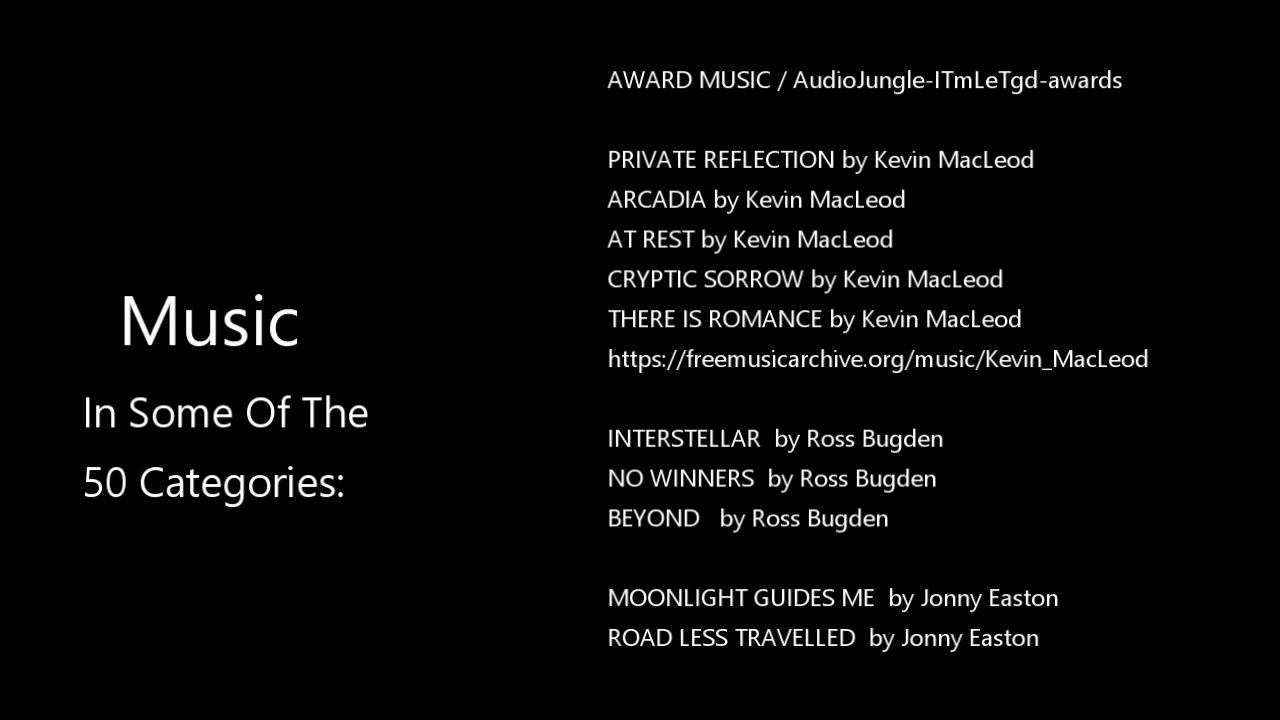 Music
In Some Of The
50 Categories:
AWARD MUSIC / AudioJungle-ITmLeTgd-awards
PRIVATE REFLECTION by Kevin MacLeod
ARCADIA by Kevin MacLeod
AT REST by Kevin MacLeod
CRYPTIC SORROW by Kevin MacLeod
THERE IS ROMANCE by Kevin MacLeod
https://freemusicarchive.org/music/Kevin_MacLeod
INTERSTELLAR  by Ross Bugden
NO WINNERS  by Ross Bugden
BEYOND   by Ross Bugden
MOONLIGHT GUIDES ME  by Jonny Easton
ROAD LESS TRAVELLED  by Jonny Easton